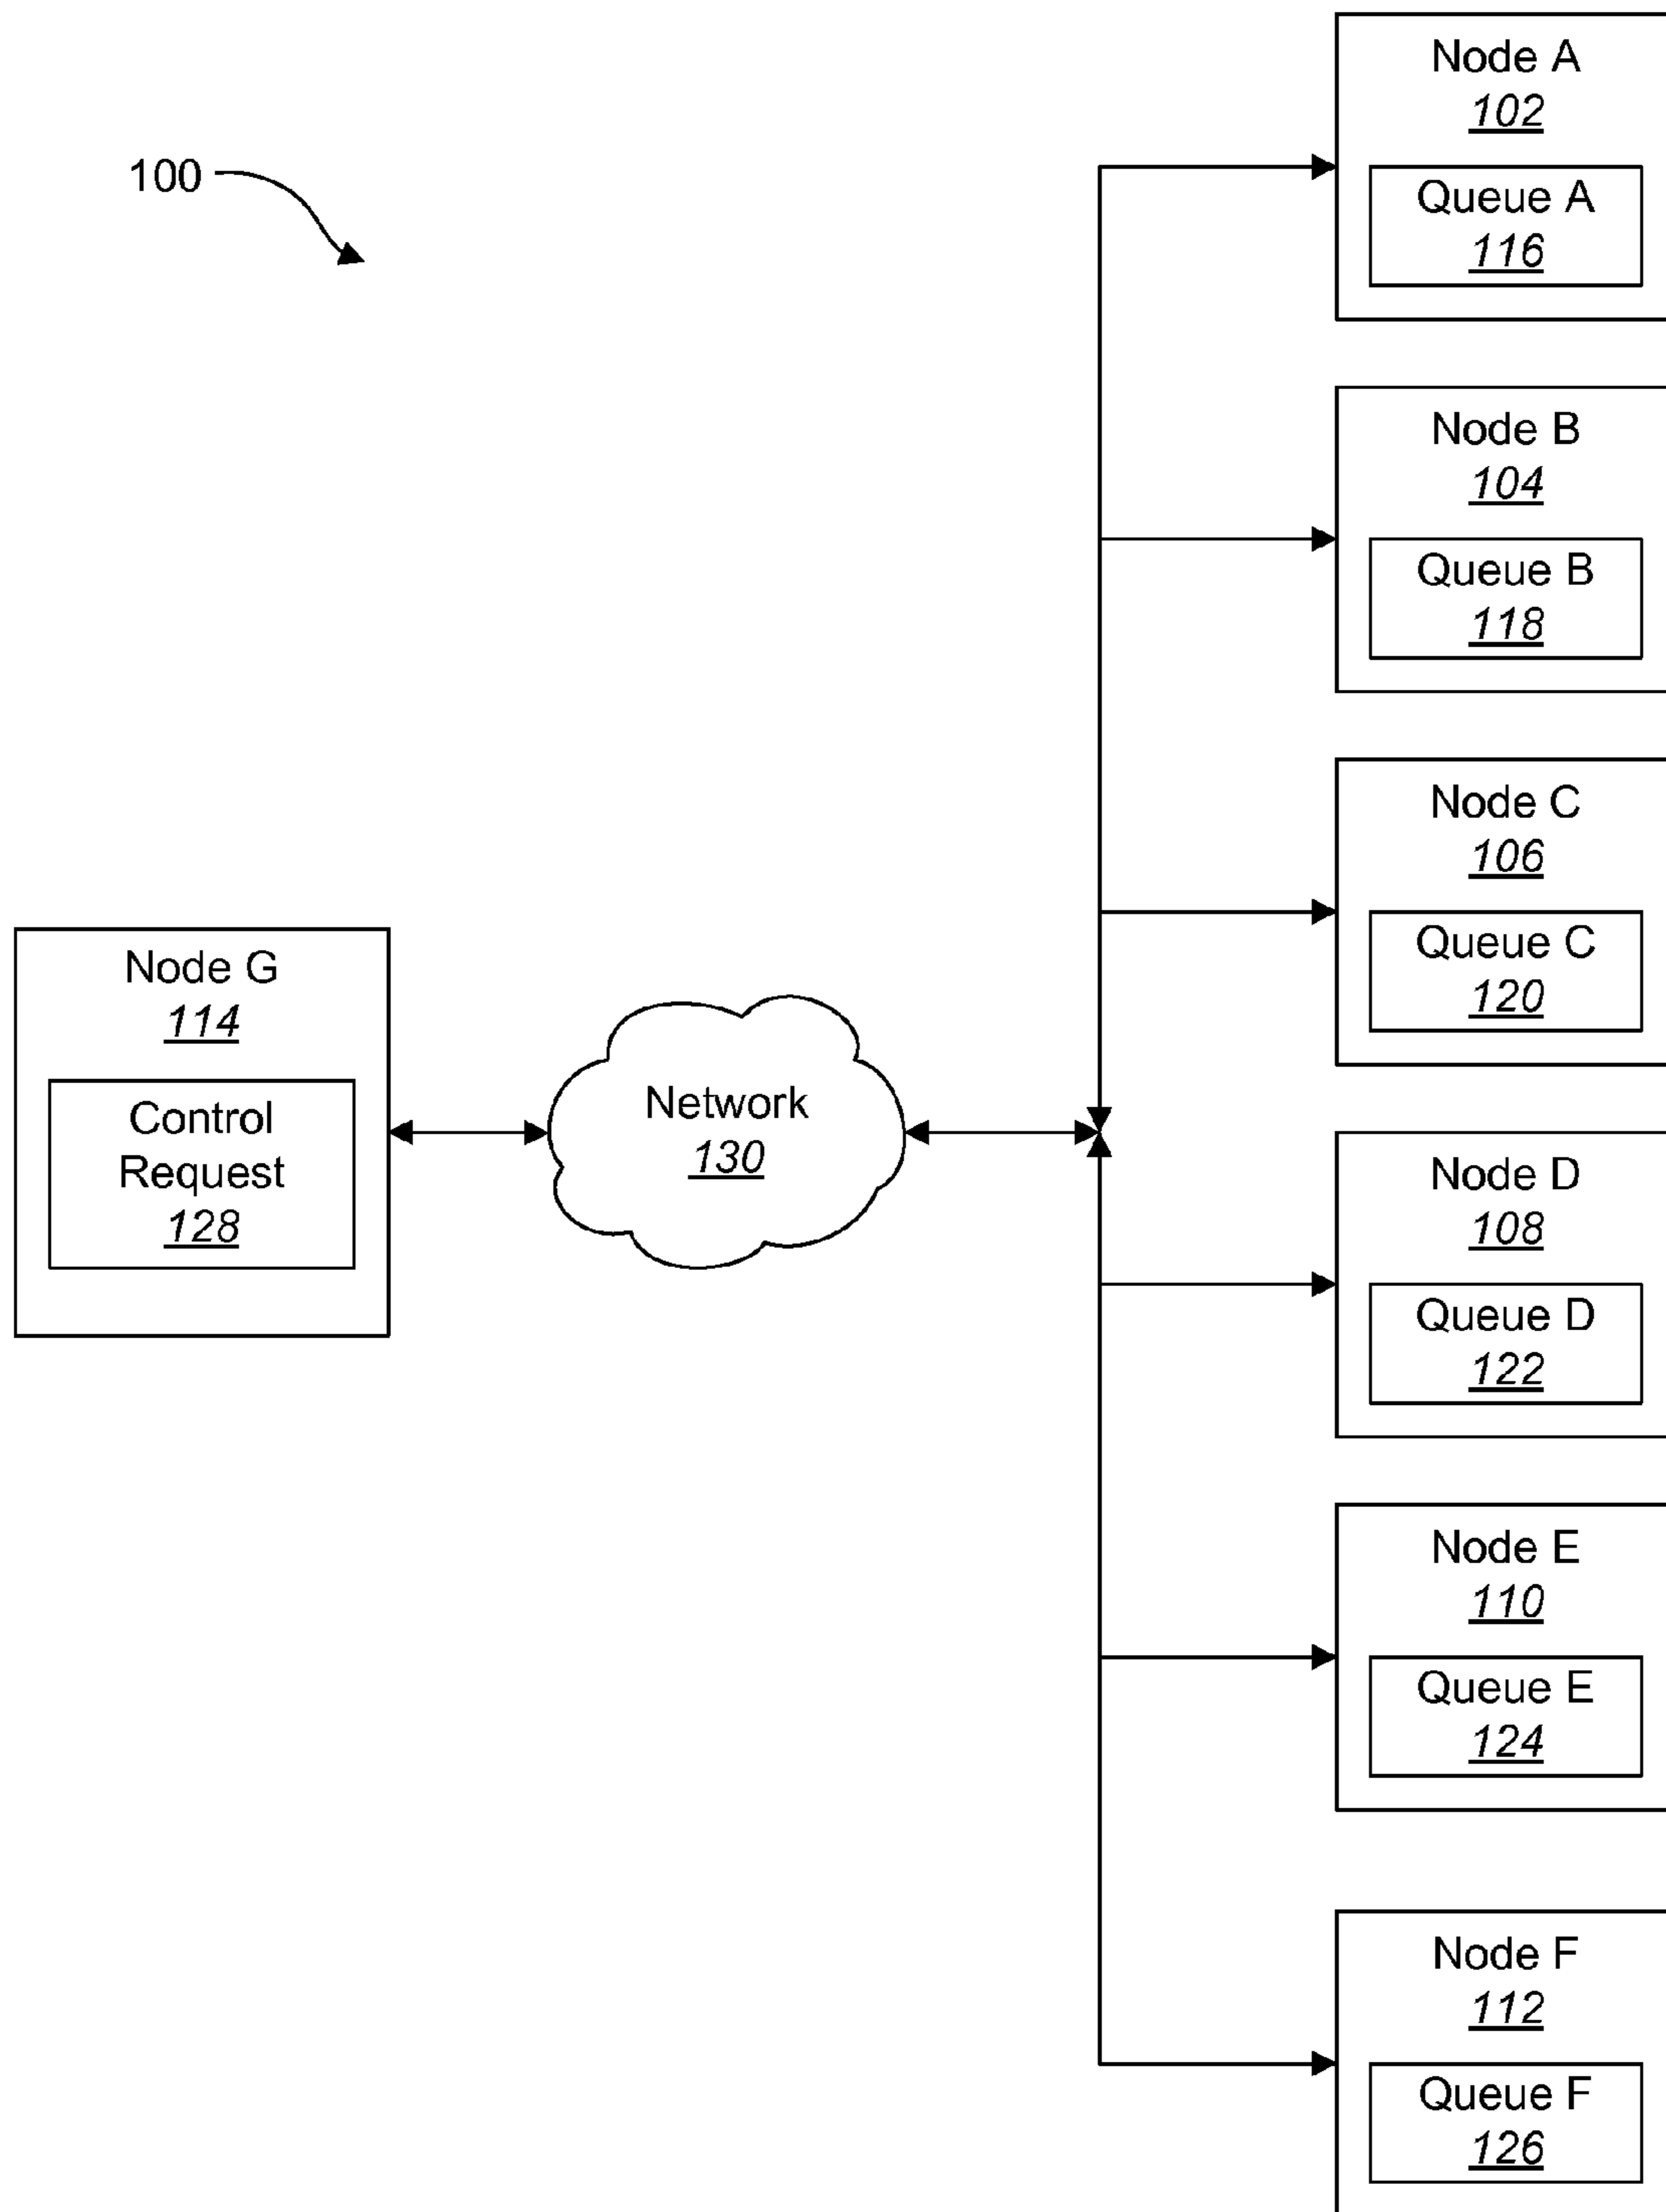 100
Node A
102
Queue A
116
Node B
104
Queue B
118
Node C
106
Queue C
120
Node G
114
Control
Request
128
Network
130
Node D
108
Queue D
122
Node E
110
Queue E
124
Node F
112
Queue F
126